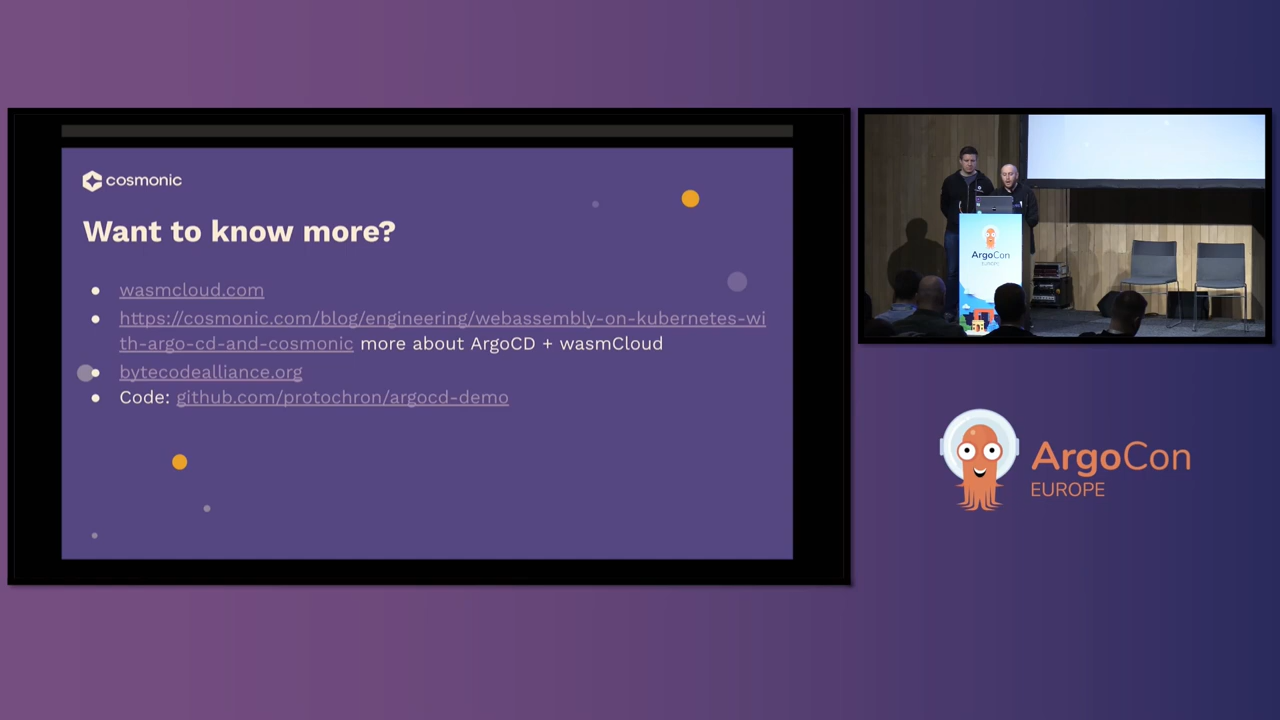 cosmonic
Want to know more?
● wasmcloud.com
● https://cosmonic.com/blog/engineering/webassembly-on-kubernetes-wi
th-argo-cd-and-cosmonic more about ArgoCD + wasmCloud
● bytecodealliance.org
● Code: github.com/protochron/argocd-demo
ArgoCon
EUROPE
ArgoCon
EUROPE